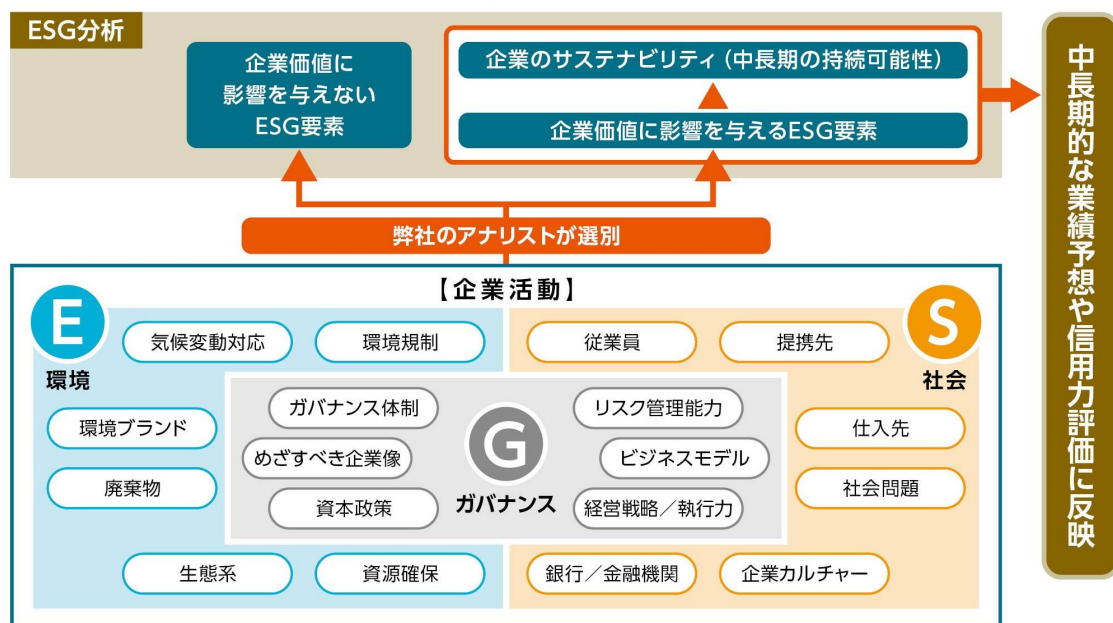 ESG分析
企業価値に
影響を与えない
ESG要素
企業のサステナビリティ（中長期の持続可能性）
企業価値に影響を与えるESG要素
中長期的な業績予想や信用力評価に反映
弊社のアナリストが選別
【企業活動】
E
環境
S
社会
気候変動対応
環境規制
従業員
提携先
環境ブランド
廃棄物
ガバナンス体制
めざすべき企業像
資本政策
G
ガバナンス
リスク管理能力
ビジネスモデル
経営戦略／執行力
仕入先
社会問題
生態系
資源確保
銀行／金融機関
企業カルチャー